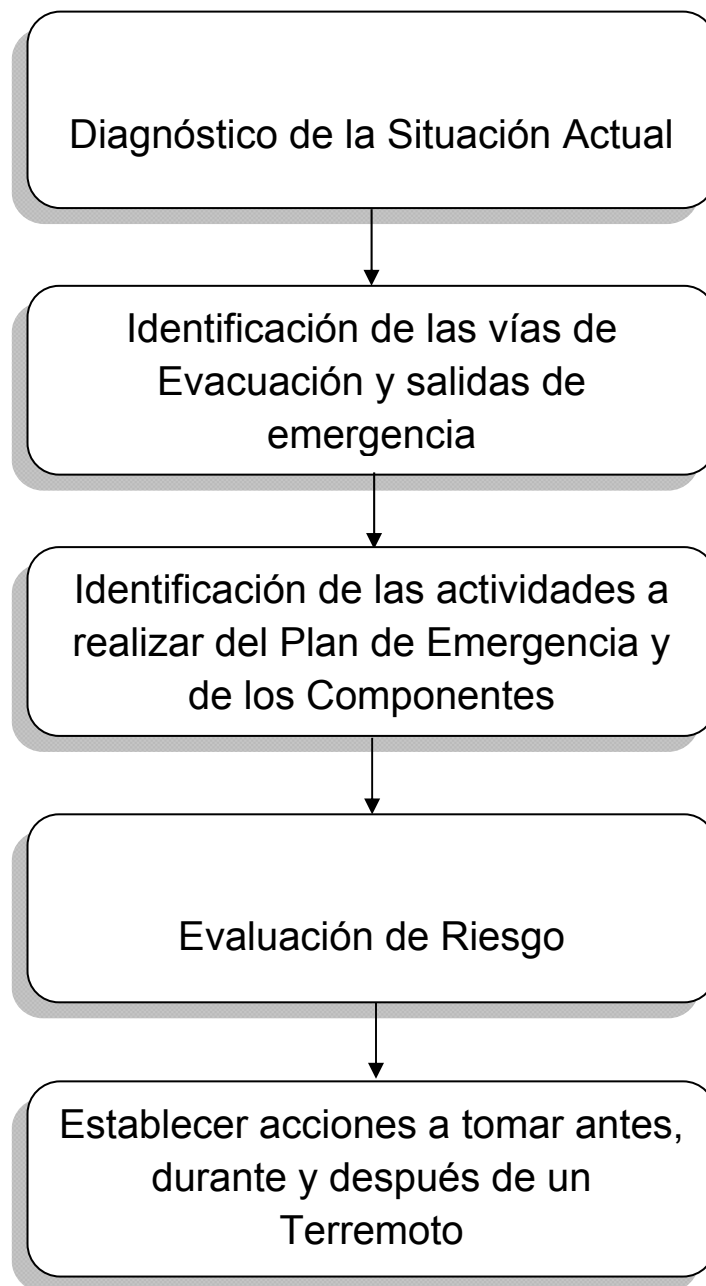 Diagnóstico de la Situación Actual
Identificación de las vías de
Evacuación y salidas de
emergencia
Identificación de las actividades a
realizar del Plan de Emergencia y
de los Componentes
Evaluación de Riesgo
Establecer acciones a tomar antes,
durante y después de un
Terremoto